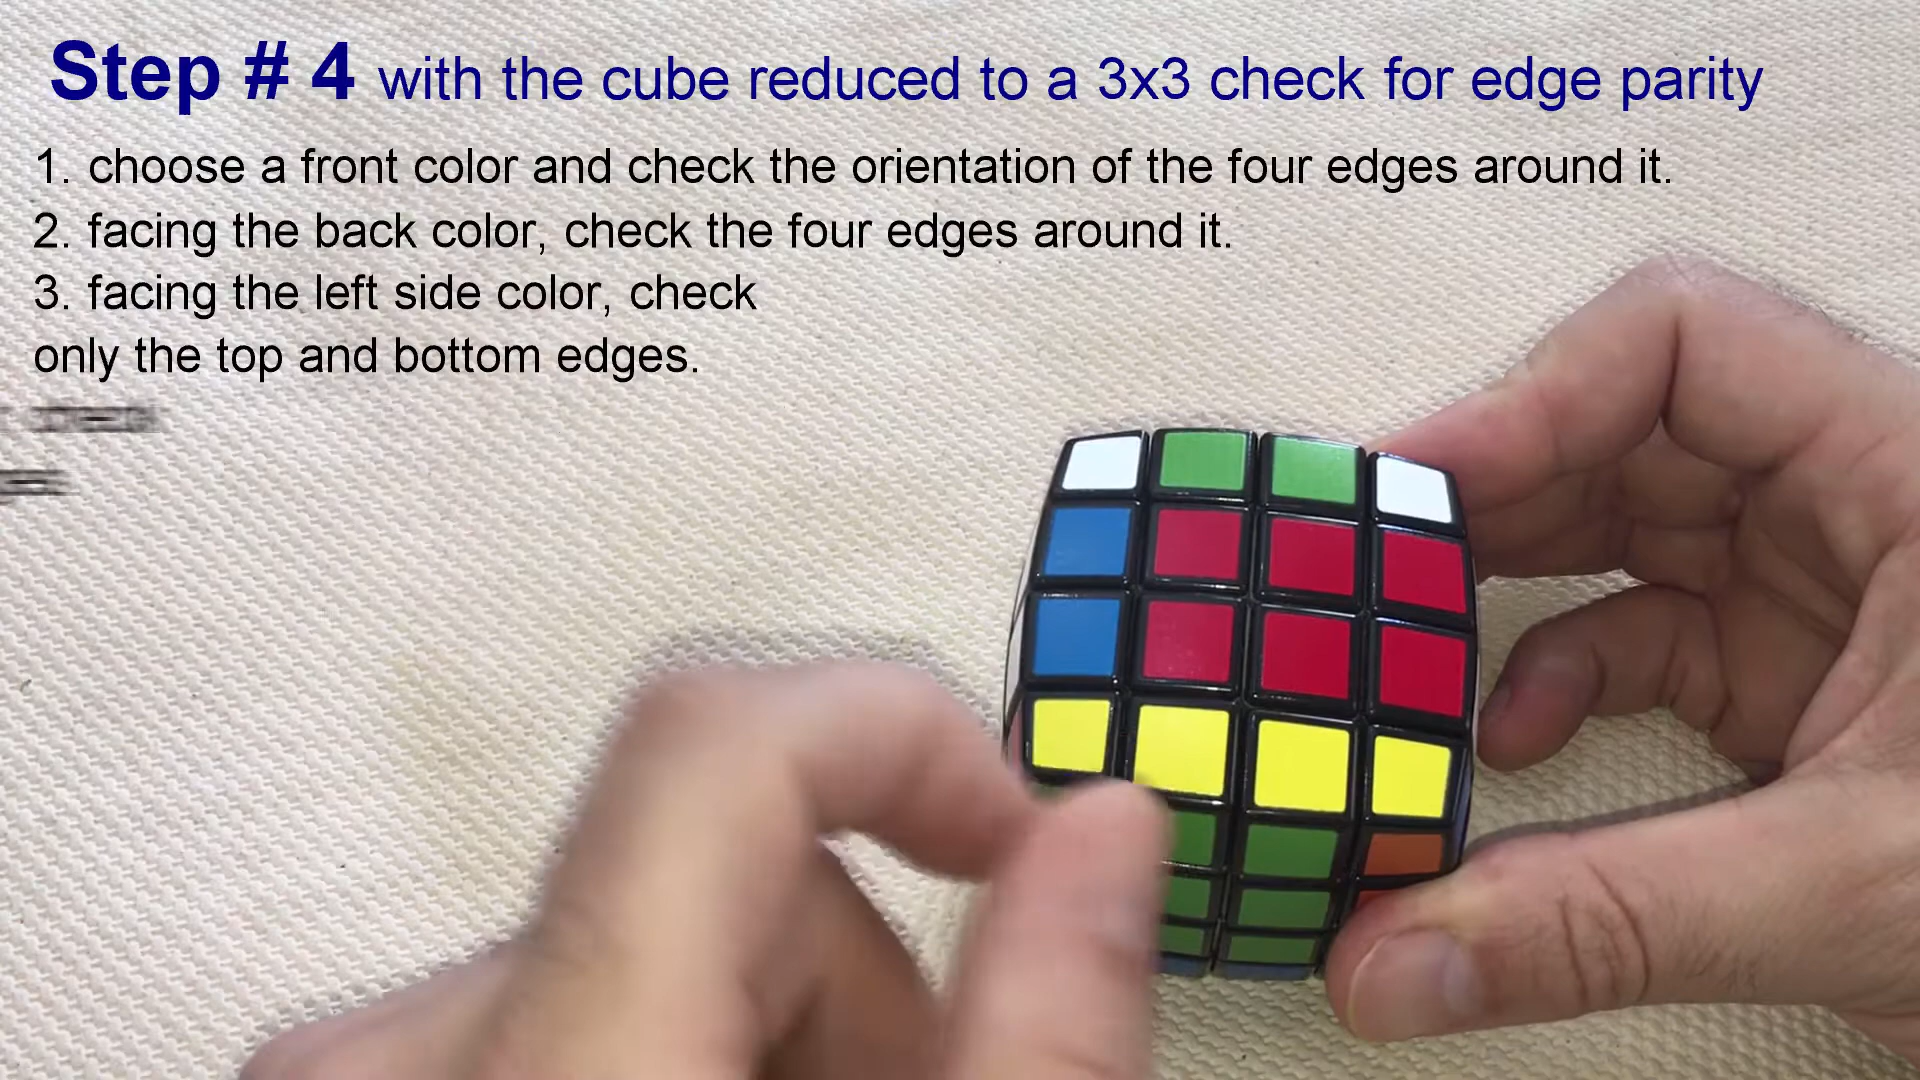 Step # 4 with the cube reduced to a 3x3 check for edge parity
1. choose a front color and check the orientation of the four edges around it.
2. facing the back color, check the four edges around it.
3. facing the left side color, check
only the top and bottom edges.